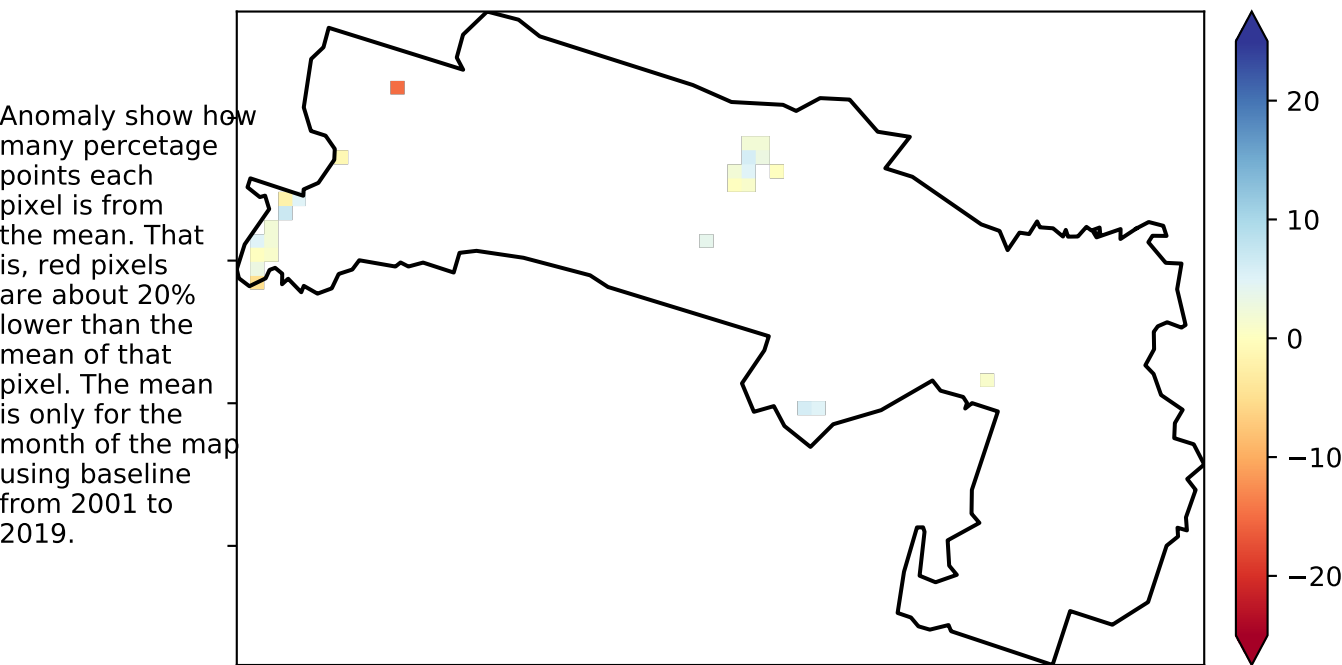 Anomaly show how
many percetage
points each
pixel is from
the mean. That
is, red pixels
are about 20%
lower than the
mean of that
pixel. The mean
is only for the
month of the map
using baseline
from 2001 to
2019.
20
10
0
−10
−20